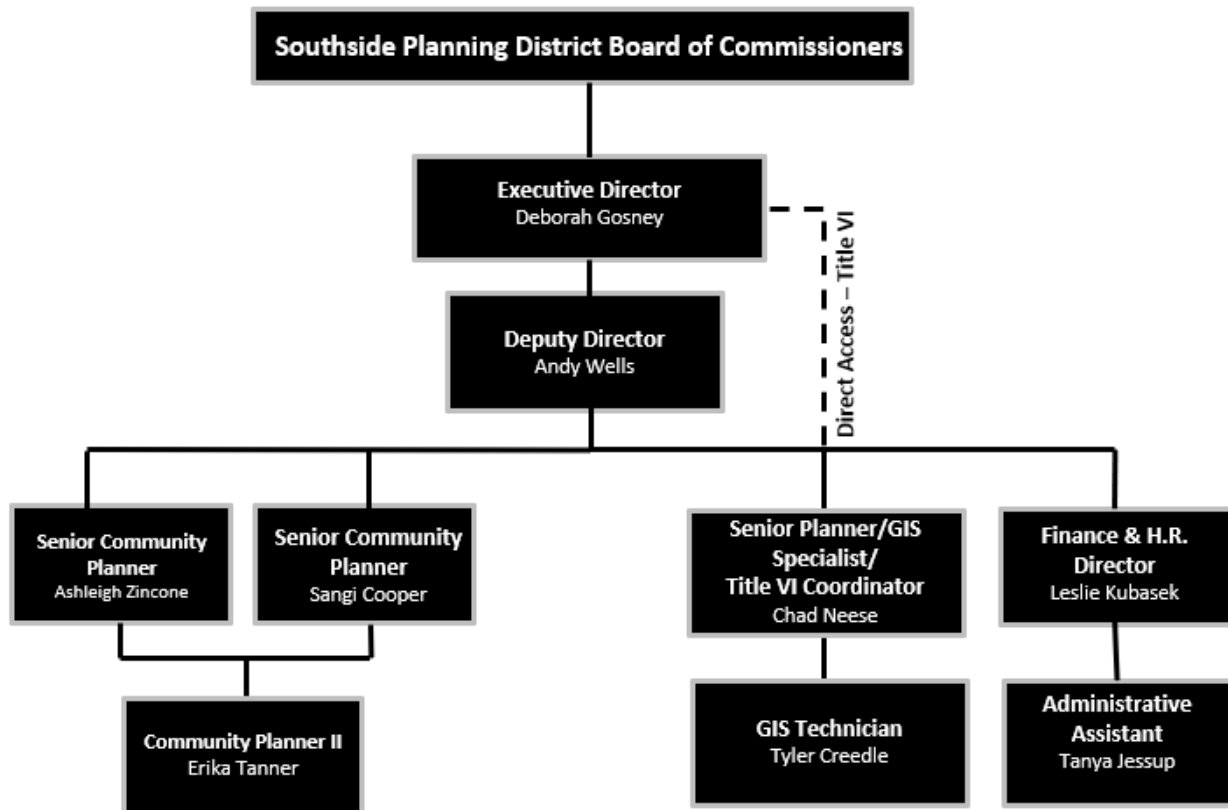 Southside Planning District Board of Commissioners
Executive Director
Deborah Gosney
Direct Access – Title VI
Deputy Director
Andy Wells
Senior Community
Planner
Ashleigh Zincone
Senior Community
Planner
Sangi Cooper
Senior Planner/GIS
Specialist/
Title VI Coordinator
Chad Neese
Finance & H.R.
Director
Leslie Kubasek
Community Planner II
Erika Tanner
GIS Technician
Tyler Creedle
Administrative
Assistant
Tanya Jessup